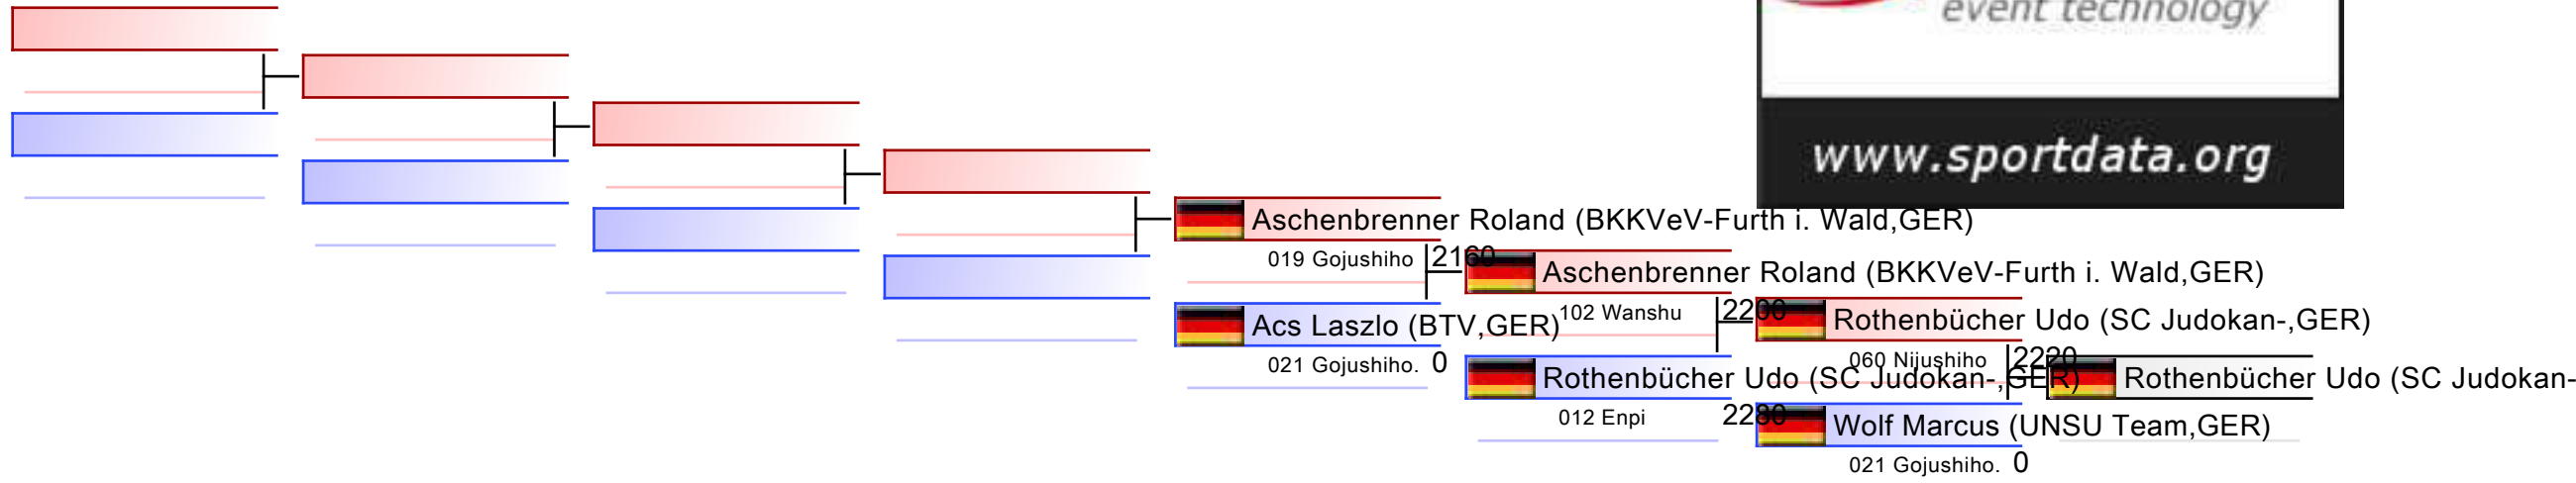 event technology
www.sportdata.org
Aschenbrenner Roland (BKKVeV-Furth i. Wald,GER)
019 Gojushiho 2160
Aschenbrenner Roland (BKKVeV-Furth i. Wald,GER)
102 Wanshu 2200
Acs Laszlo (BTV,GER)
021 Gojushiho. 0
Rothenbücher Udo (SC Judokan-,GER)
060 Nijushiho 2220
Rothenbücher Udo (SC Judokan-,GER)
012 Enpi 2280
Rothenbücher Udo (SC Judokan-
Wolf Marcus (UNSU Team,GER)
021 Gojushiho. 0